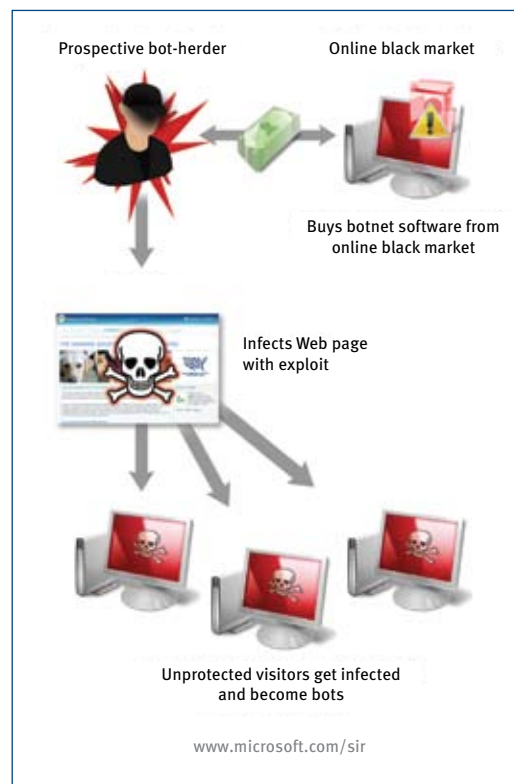 Prospective bot-herder
Online black market
Buys botnet software from
online black market
Infects Web page
with exploit
Unprotected visitors get infected
and become bots
www.microsoft.com/sir